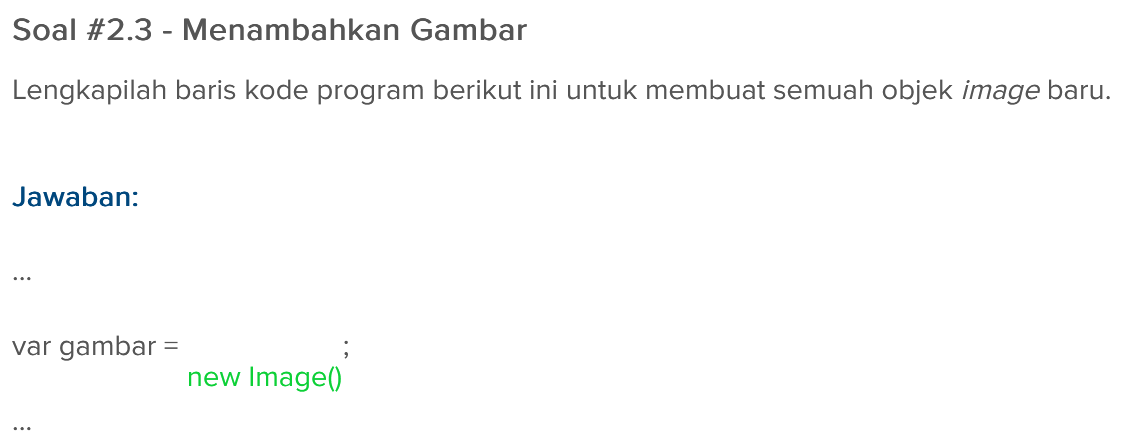 Soal #2.3 - Menambahkan Gambar
Lengkapilah baris kode program berikut ini untuk membuat semuah objek image baru.
Jawaban:
...
var gambar = ;
new Image()
...